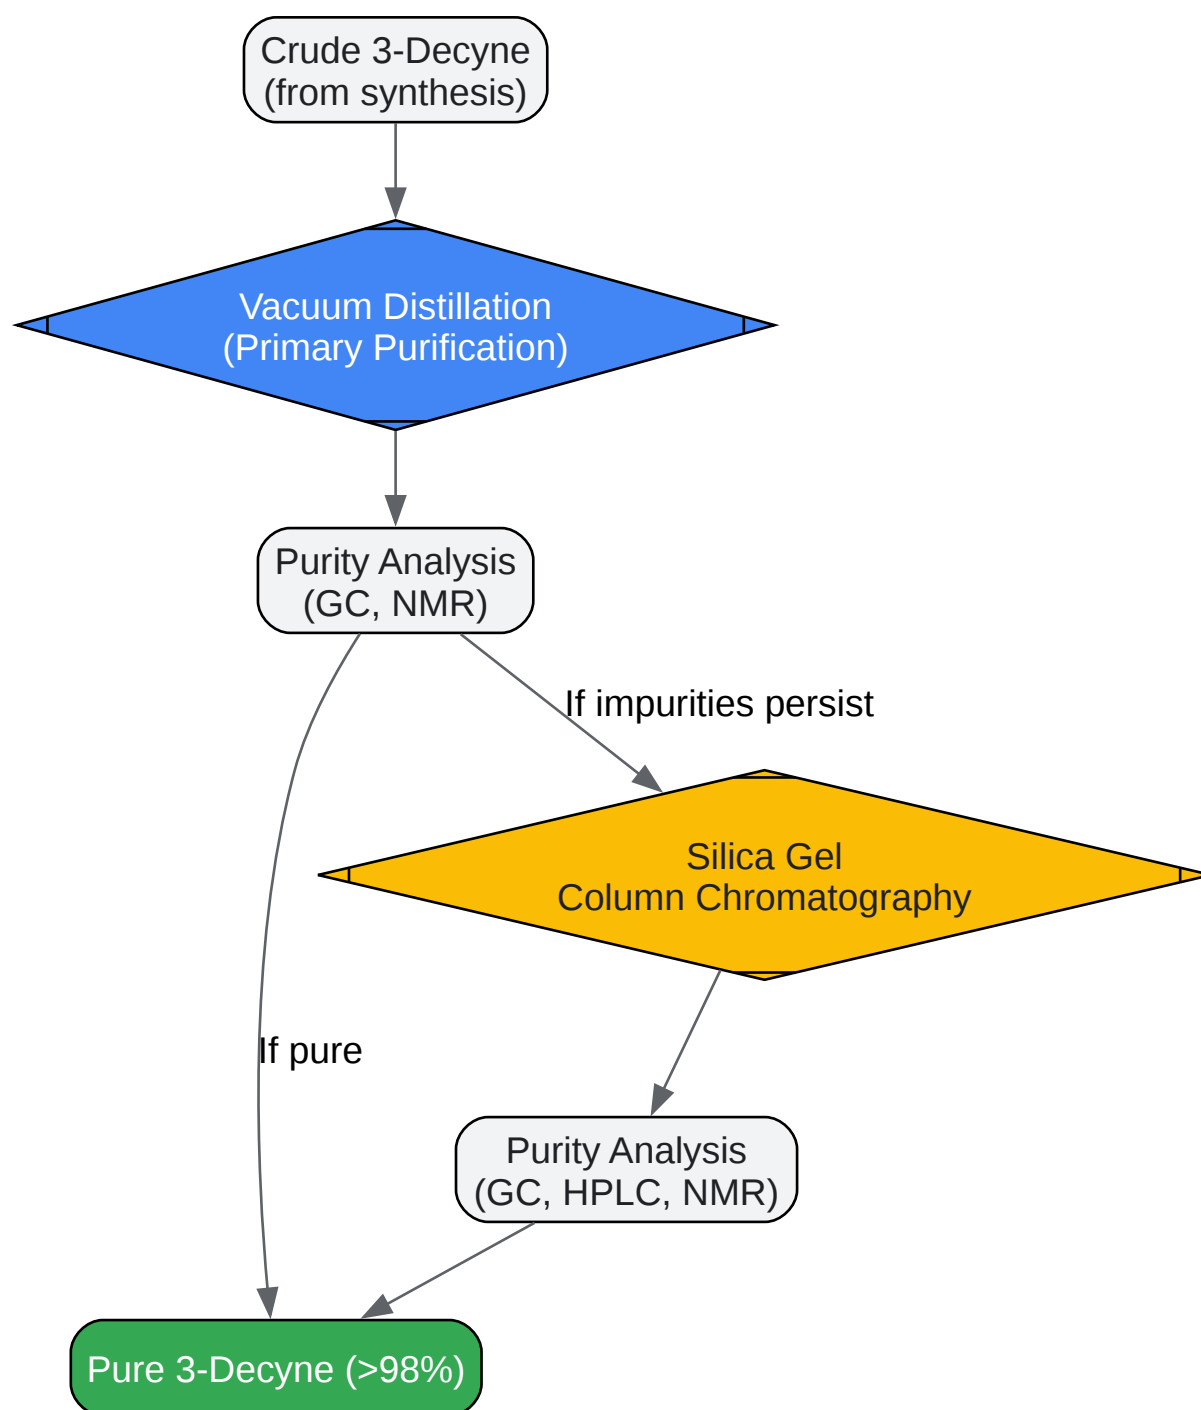 Crude 3-Decyne
(from synthesis)
Vacuum Distillation
(Primary Purification)
Purity Analysis
(GC, NMR)
If impurities persist
Silica Gel
Column Chromatography
If pure
Purity Analysis
(GC, HPLC, NMR)
Pure 3-Decyne (>98%)